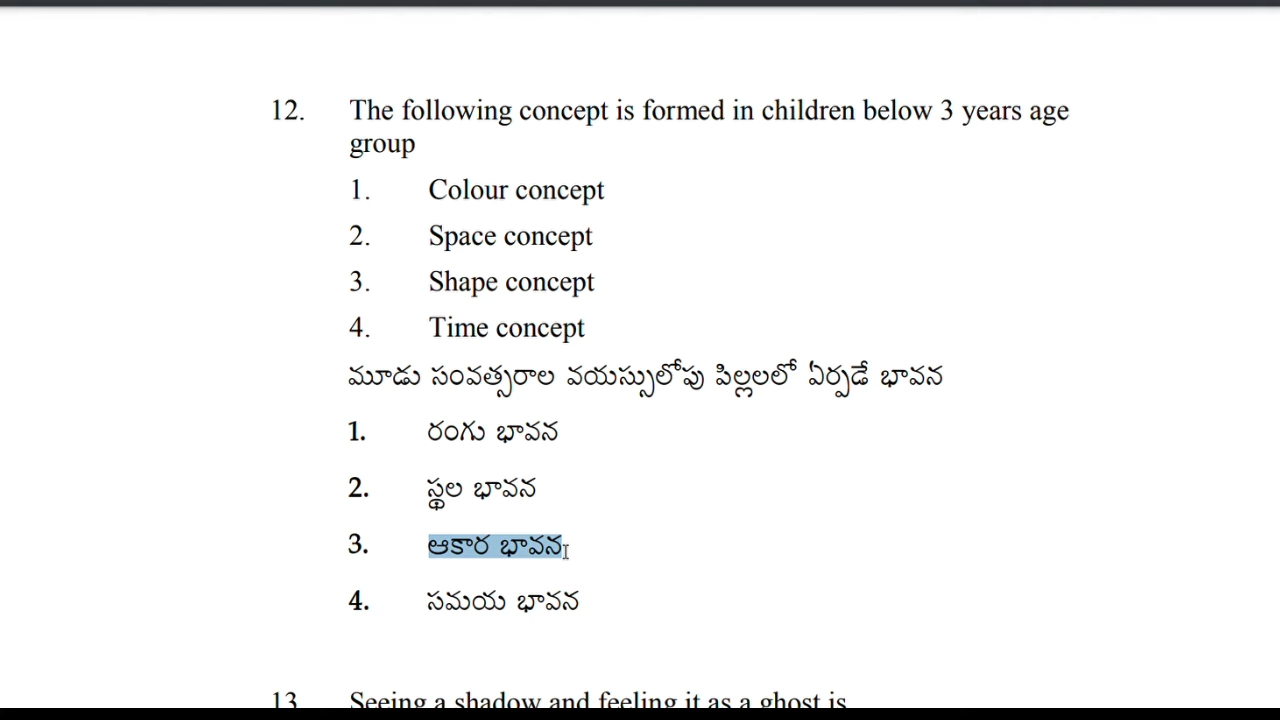 12. The following concept is formed in children below 3 years age
group
1. Colour concept
2. Space concept
3. Shape concept
4. Time concept
మూడు సంవత్సరాల వయస్సులోపు పిల్లలలో ఏర్పడే భావన
1. రంగు భావన
2. స్థల భావన
3. ఆకార భావన
4. సమయ భావన
13. Seeing a shadow and feeling it as a ghost is